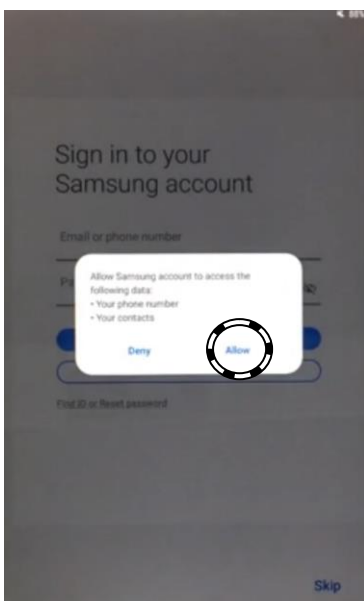 88%
Sign in to your
Samsung account
Email or phone number
Allow Samsung account to access the
following data:
• Your phone number
• Your contacts
Deny Allow
Find ID or Reset password
Skip